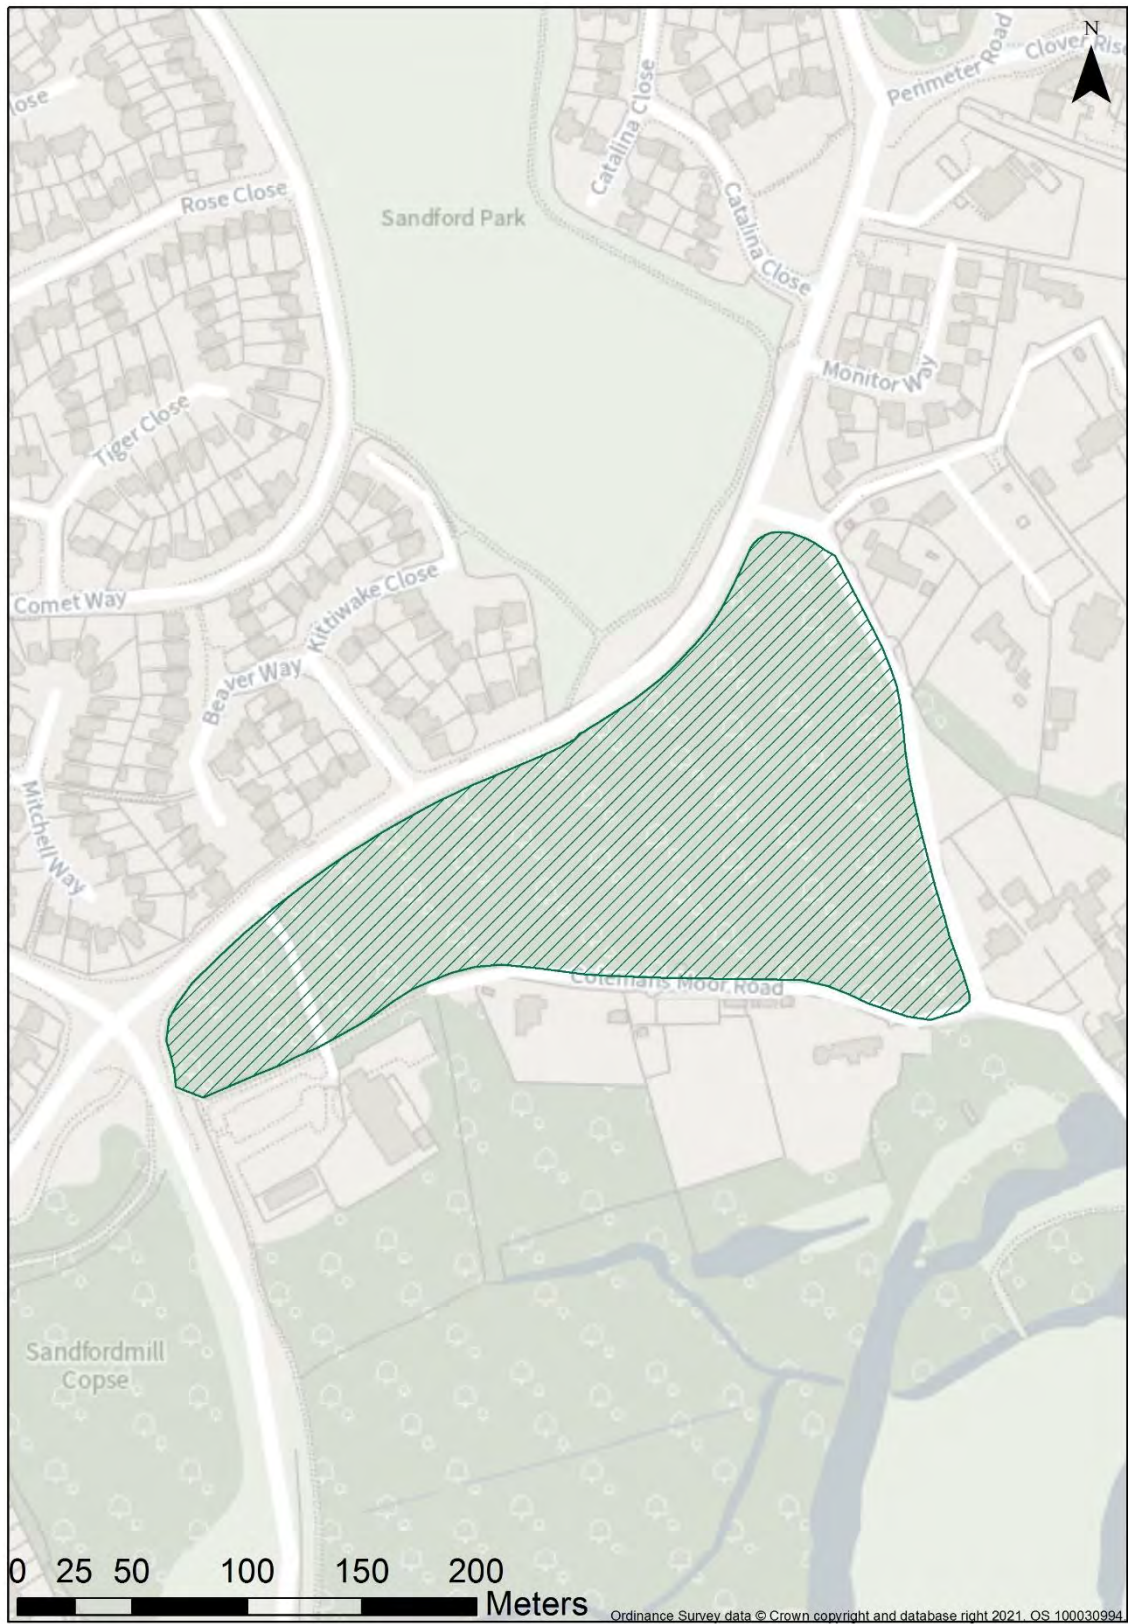 N
Clover Rise
Perimeter Road
Catalina Close
lose
Rose Close
Sandford Park
Catalina Close
Monitor Way
Tiger Close
Comet Way
Kittiwake Close
Beaver Way
Mitchell Way
Colemans Moor Road
Sandfordmill
Copse
0 25 50 100 150 200
Meters
Ordinance Survey data © Crown copyright and database right 2021. OS 100030994